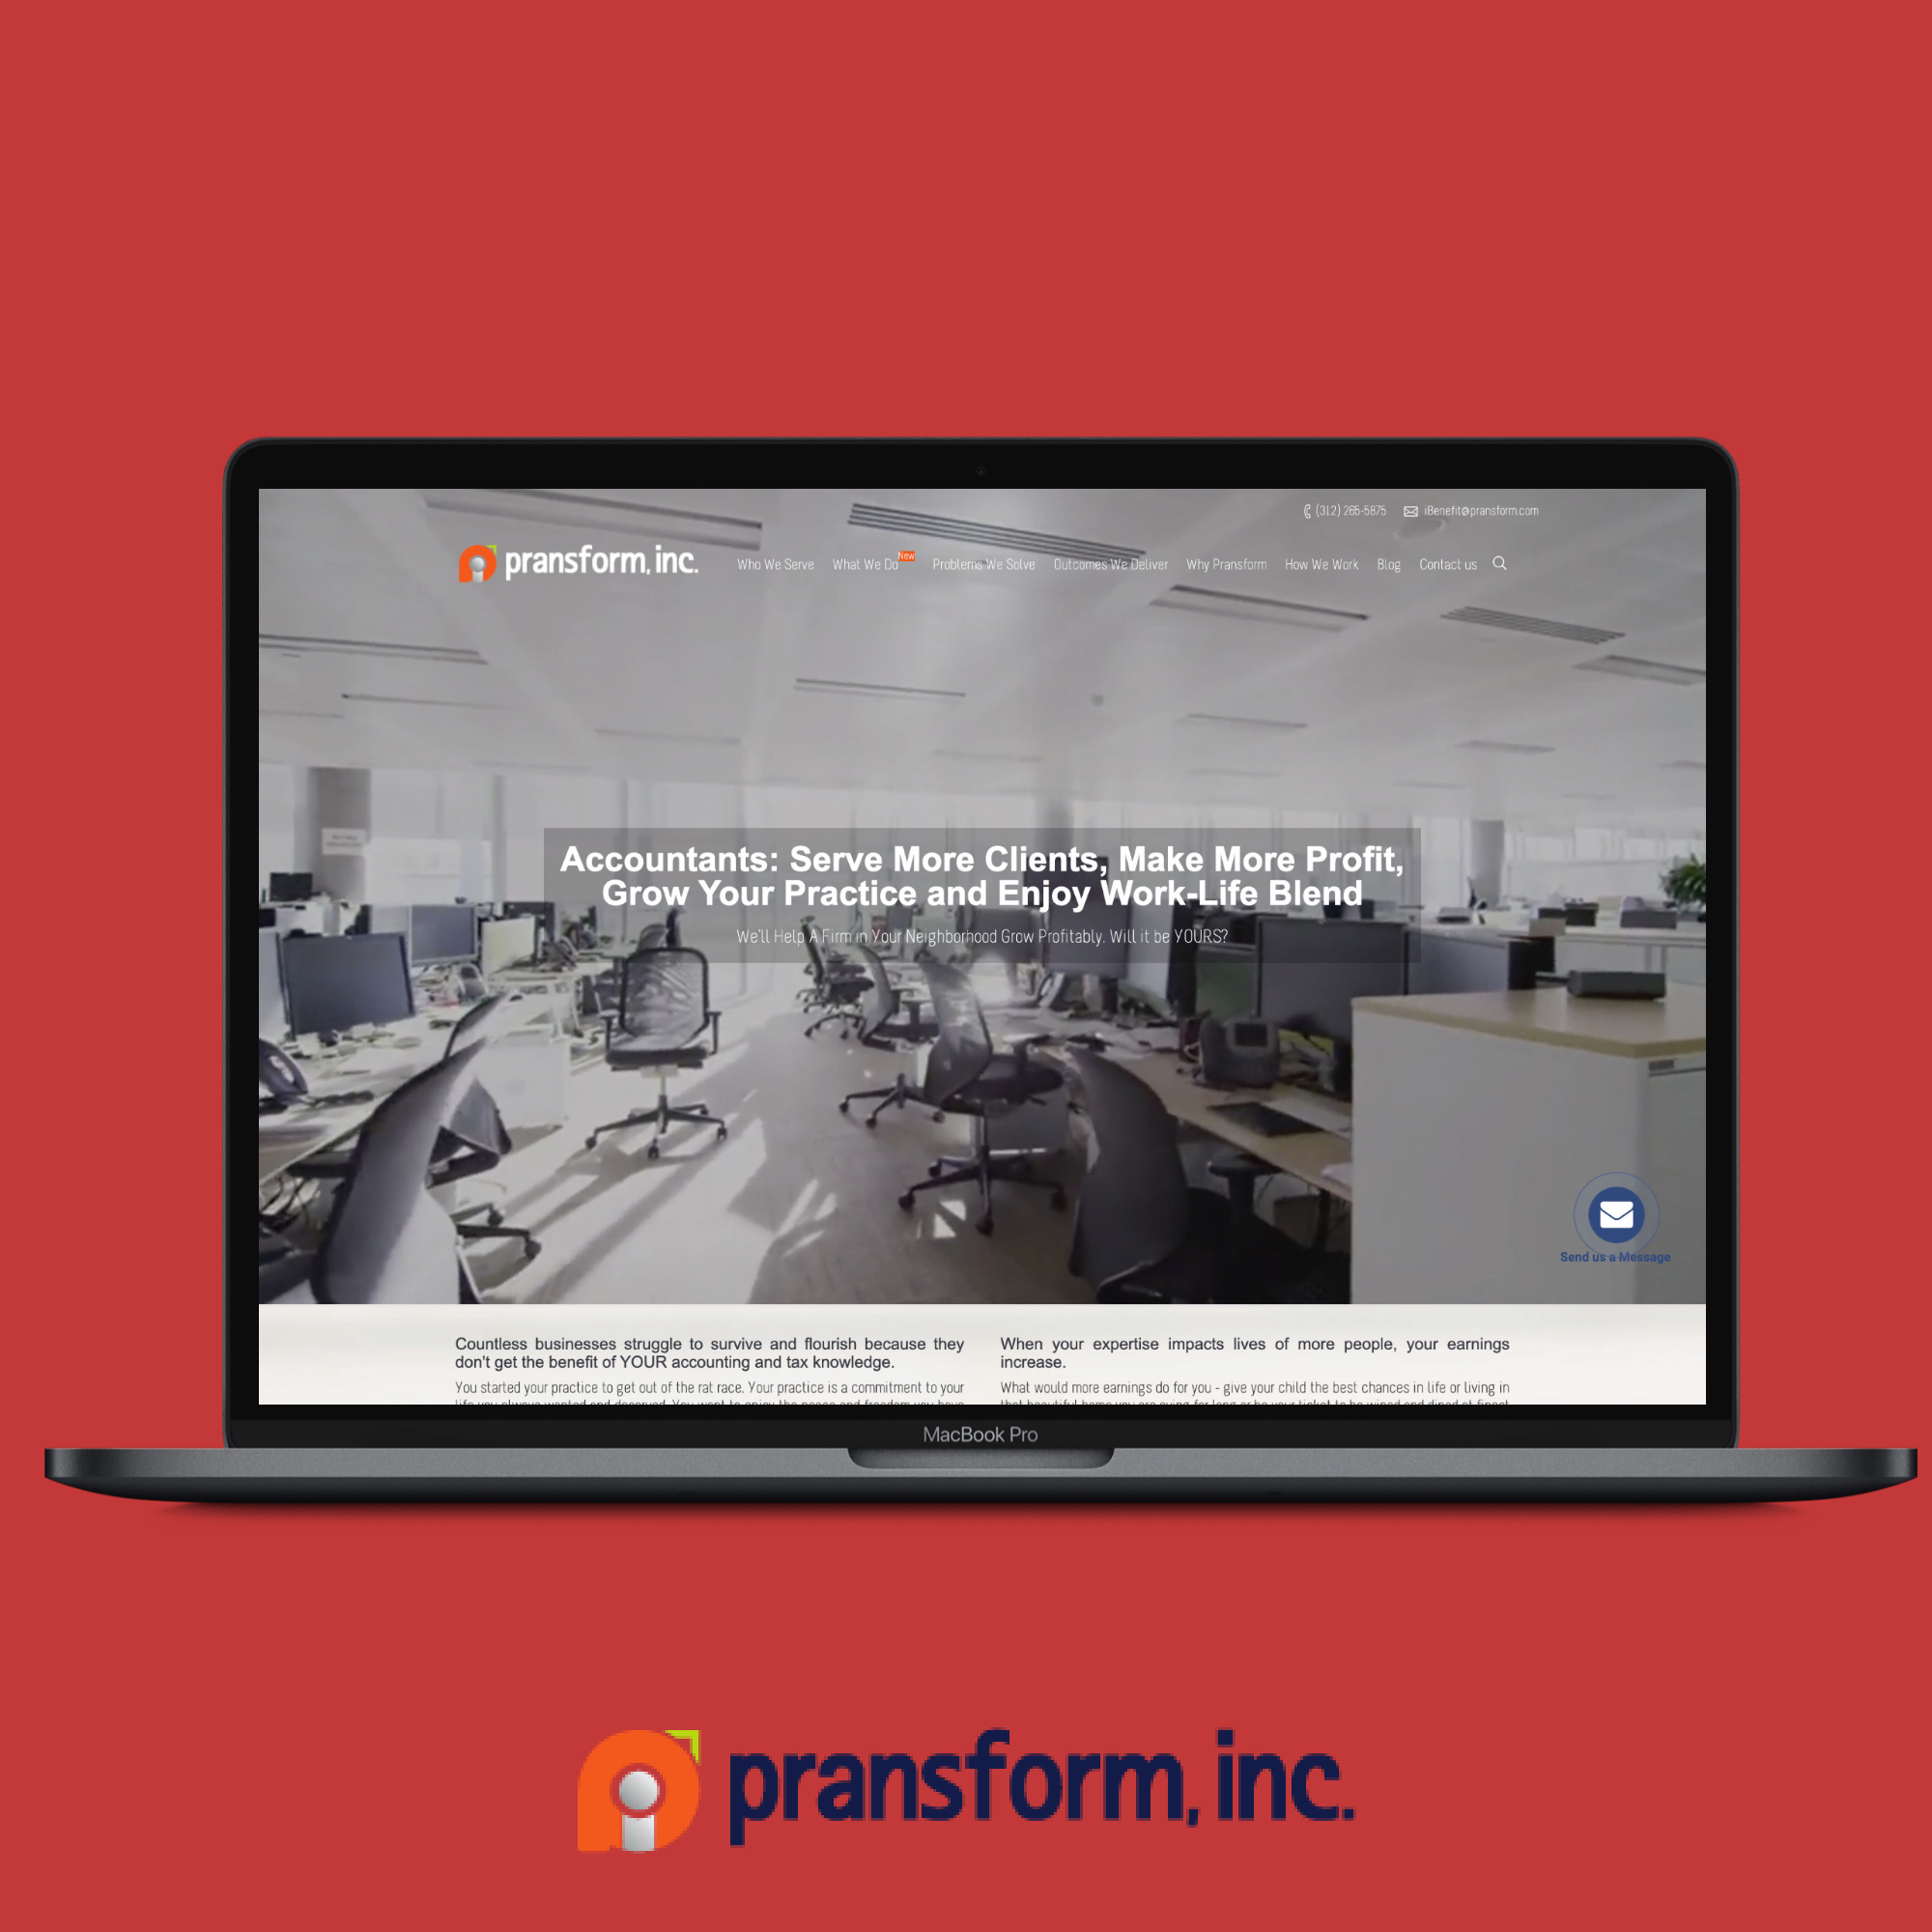 (312) 265-5875 iBenefit@pransform.com
pransform, inc. Who We Serve What We Do New Problems We Solve Outcomes We Deliver Why Pransform How We Work Blog Contact us
Accountants: Serve More Clients, Make More Profit,
Grow Your Practice and Enjoy Work-Life Blend
We'll Help A Firm in Your Neighborhood Grow Profitably. Will it be YOURS?
Send us a Message
Countless businesses struggle to survive and flourish because they
don't get the benefit of YOUR accounting and tax knowledge.
You started your practice to get out of the rat race. Your practice is a commitment to your
When your expertise impacts lives of more people, your earnings
increase.
What would more earnings do for you - give your child the best chances in life or living in
MacBook Pro
pransform, inc.